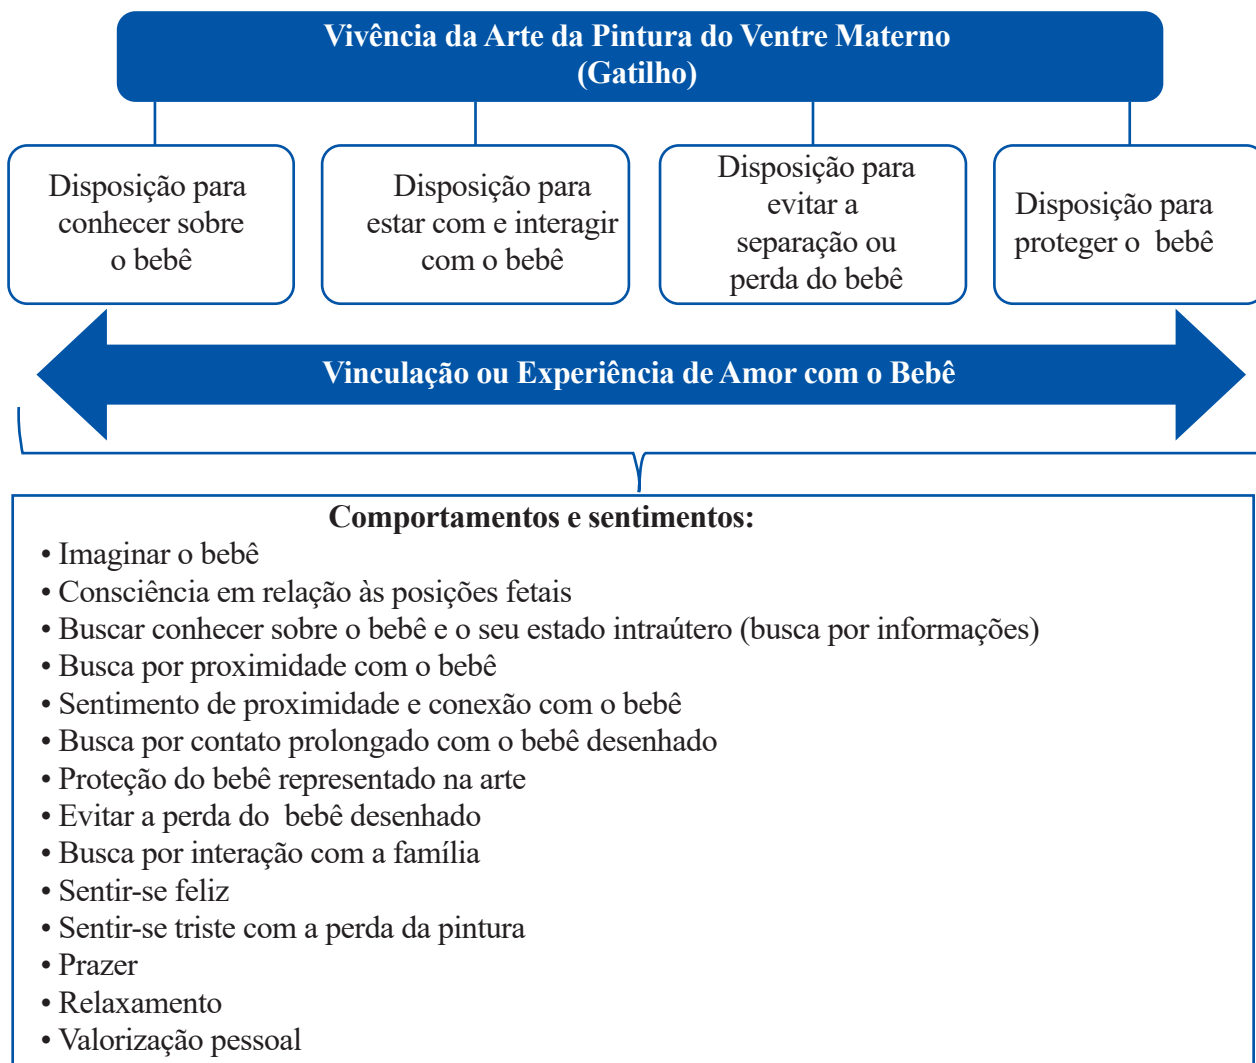 Vivência da Arte da Pintura do Ventre Materno
(Gatilho)
Disposição para
conhecer sobre
o bebê
Disposição para
estar com e interagir
com o bebê
Disposição para
evitar a
separação ou
perda do bebê
Disposição para
proteger o bebê
Vinculação ou Experiência de Amor com o Bebê
Comportamentos e sentimentos:
• Imaginar o bebê
• Consciência em relação às posições fetais
• Buscar conhecer sobre o bebê e o seu estado intraútero (busca por informações)
• Busca por proximidade com o bebê
• Sentimento de proximidade e conexão com o bebê
• Busca por contato prolongado com o bebê desenhado
• Proteção do bebê representado na arte
• Evitar a perda do bebê desenhado
• Busca por interação com a família
• Sentir-se feliz
• Sentir-se triste com a perda da pintura
• Prazer
• Relaxamento
• Valorização pessoal